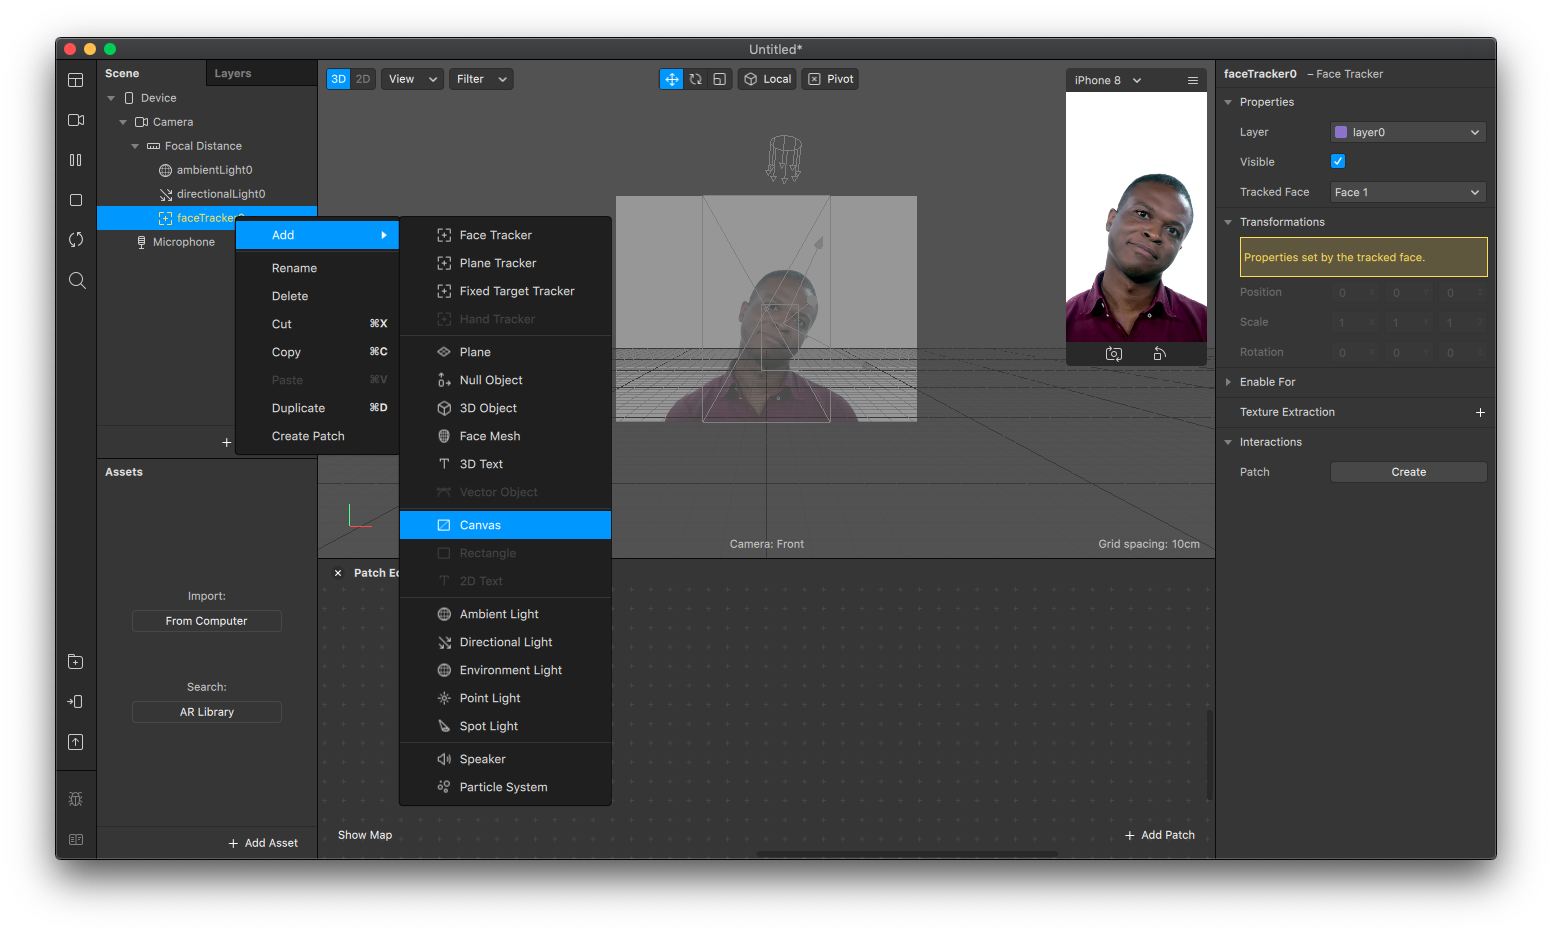 Untitled*
Scene
Layers
Device
Camera
Focal Distance
ambientLight0
directionalLight0
faceTracker0
Microphone
3D 2D
View
Filter
Local
Pivot
iPhone 8
Add
Rename
Delete
Cut ⌘X
Copy ⌘C
Paste ⌘V
Duplicate ⌘D
Create Patch
Face Tracker
Plane Tracker
Fixed Target Tracker
Hand Tracker
Plane
Null Object
3D Object
Face Mesh
3D Text
Vector Object
Canvas
Rectangle
2D Text
Ambient Light
Directional Light
Environment Light
Point Light
Spot Light
Speaker
Particle System
Camera: Front
Grid spacing: 10cm
Assets
Import:
From Computer
Search:
AR Library
+ Add Asset
Patch Ed
Show Map
+ Add Patch
faceTracker0 – Face Tracker
Properties
Layer layer0
Visible
Tracked Face Face 1
Transformations
Properties set by the tracked face.
Position 0 X 0 Y 0 Z
Scale 1 X 1 Y 1 Z
Rotation 0 X 0 Y 0 Z
Enable For
Texture Extraction +
Interactions
Patch Create